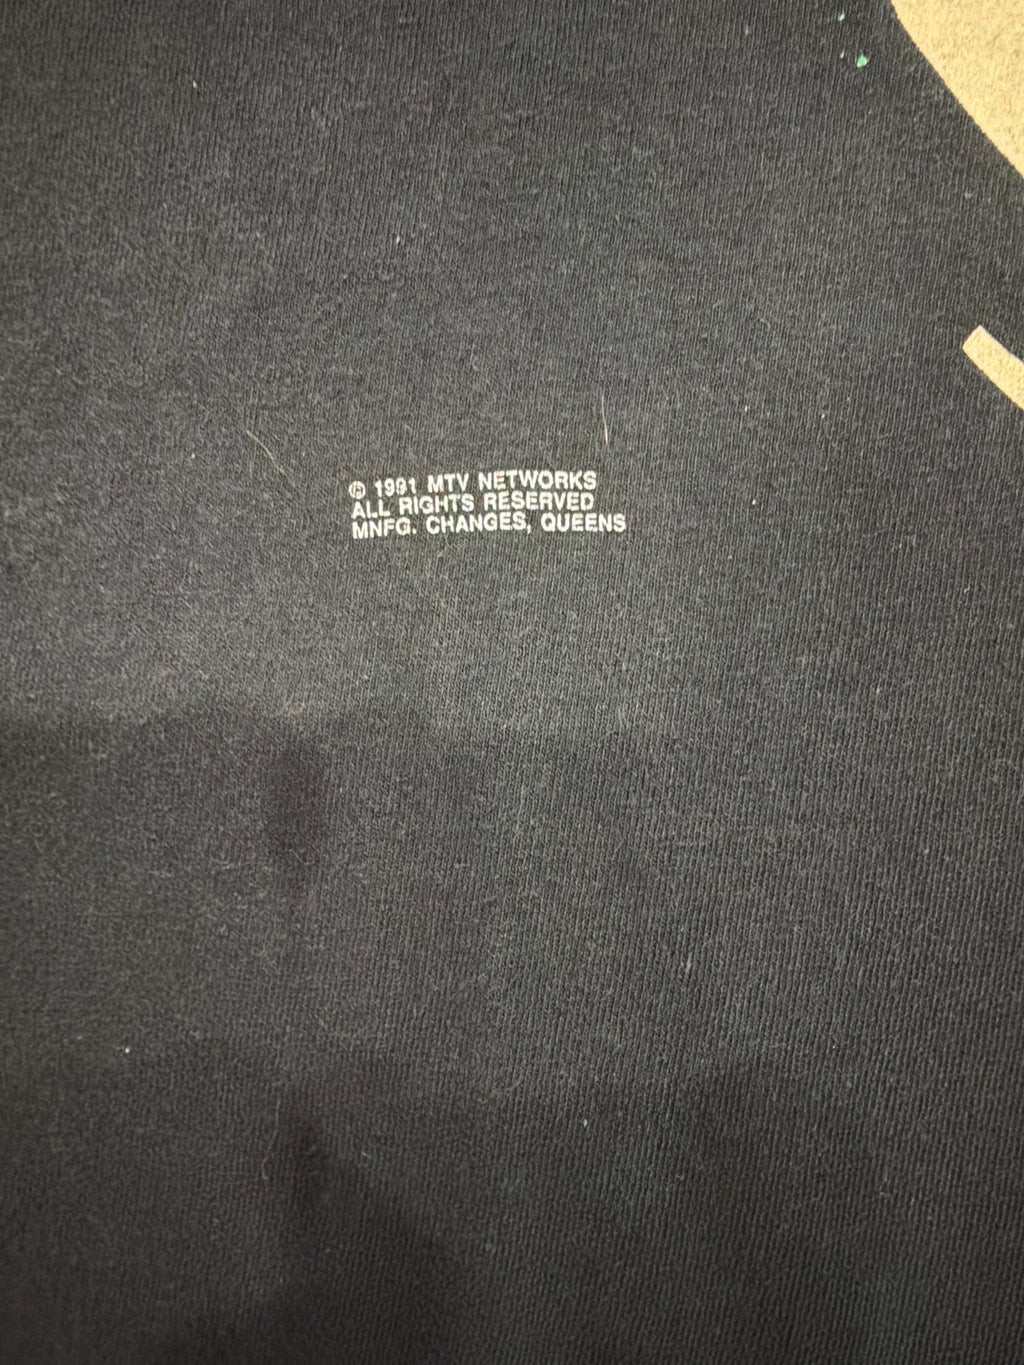 © 1991 MTV NETWORKS
ALL RIGHTS RESERVED
MNFG. CHANGES, QUEENS